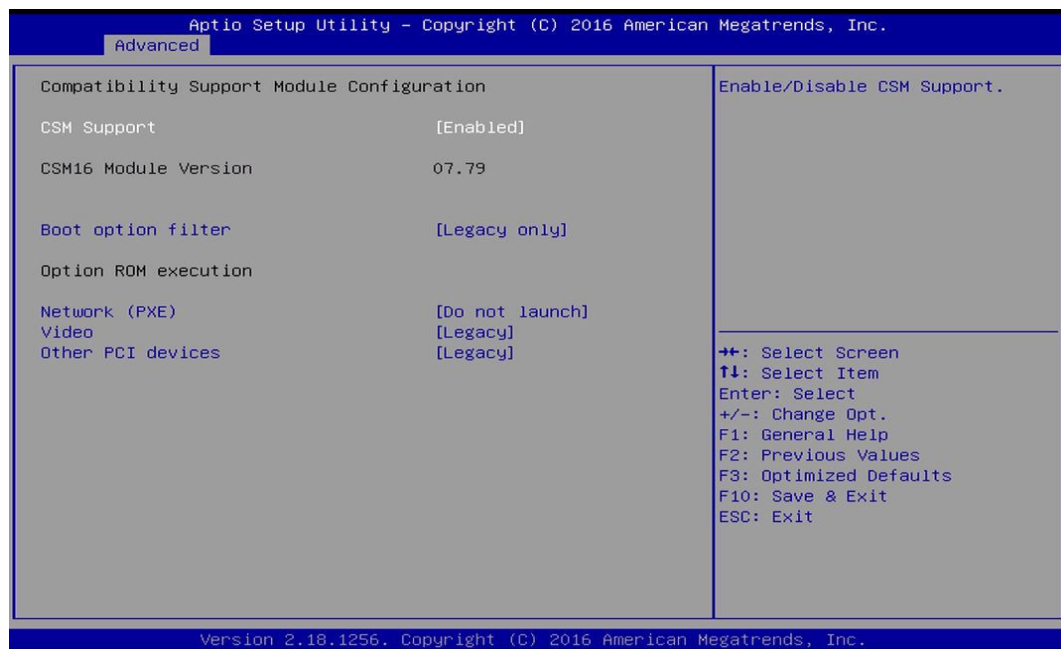 Aptio Setup Utility – Copyright (C) 2016 American Megatrends, Inc.
Advanced
Compatibility Support Module Configuration
CSM Support [Enabled]
CSM16 Module Version 07.79
Boot option filter [Legacy only]
Option ROM execution
Network (PXE) [Do not launch]
Video [Legacy]
Other PCI devices [Legacy]
Enable/Disable CSM Support.
→←: Select Screen
↑↓: Select Item
Enter: Select
+/-: Change Opt.
F1: General Help
F2: Previous Values
F3: Optimized Defaults
F10: Save & Exit
ESC: Exit
Version 2.18.1256. Copyright (C) 2016 American Megatrends, Inc.